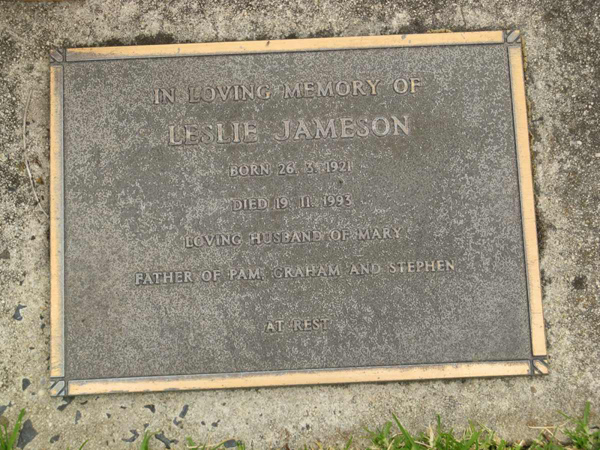 IN LOVING MEMORY OF
LESLIE JAMESON
BORN 26. 3. 1921
DIED 19. 11. 1993
LOVING HUSBAND OF MARY
FATHER OF PAM, GRAHAM AND STEPHEN
AT REST